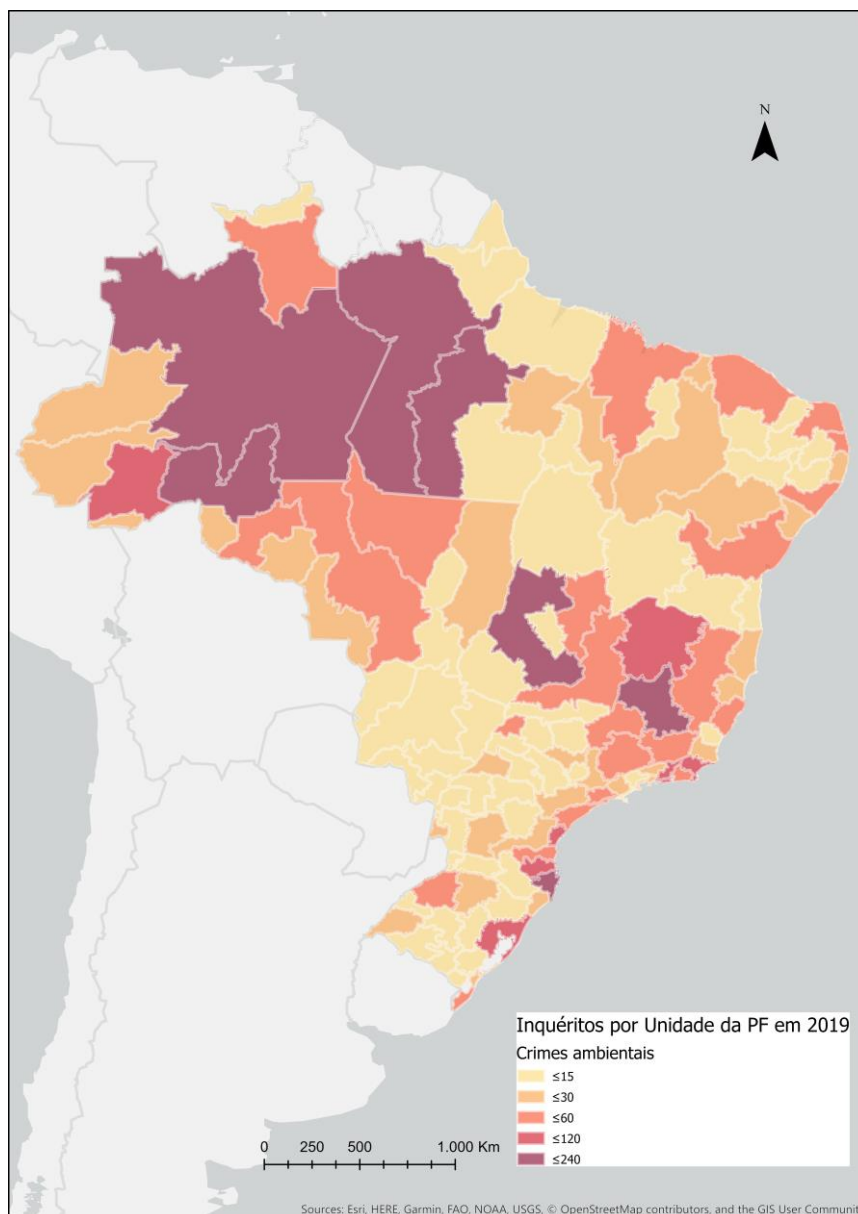 N
Inquéritos por Unidade da PF em 2019
Crimes ambientais
≤15
≤30
≤60
≤120
≤240
0 250 500 1.000 Km
Sources: Esri, HERE, Garmin, FAO, NOAA, USGS, © OpenStreetMap contributors, and the GIS User Communit